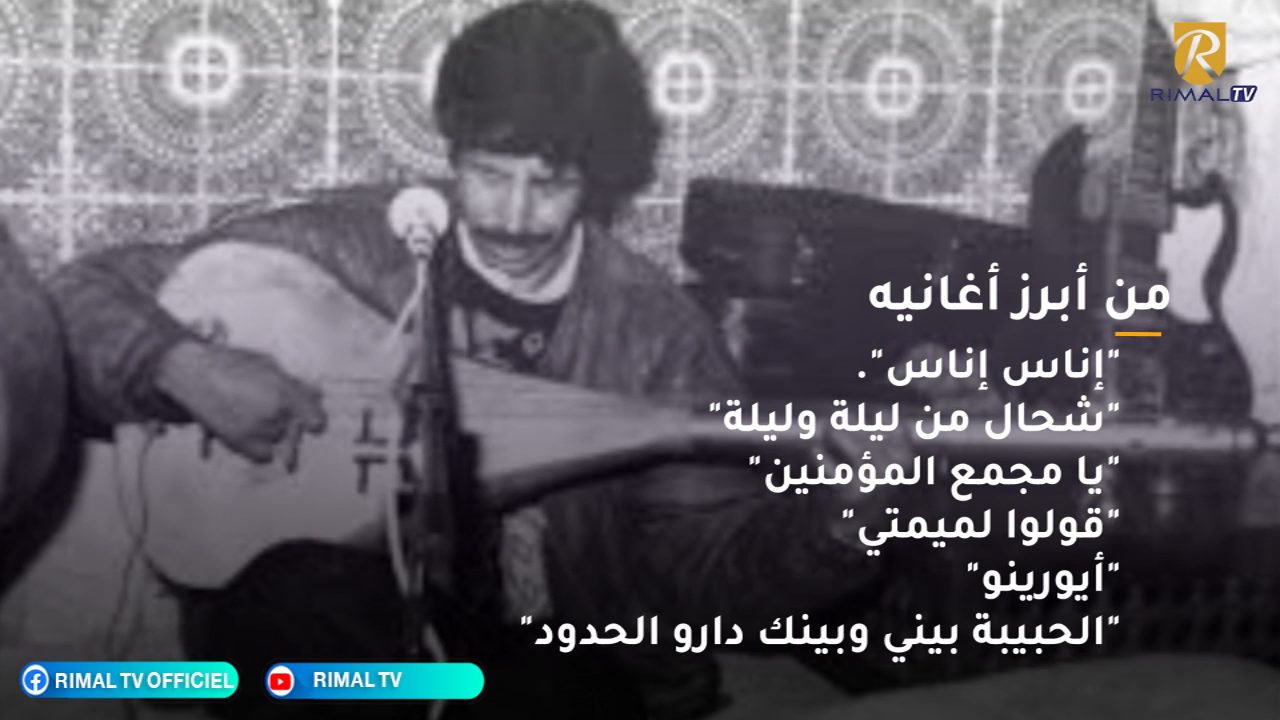 R
RIMAL TV
من أبرز أغانيه
"إناس إناس".
"شحال من ليلة وليلة"
"يا مجمع المؤمنين"
"قولوا لميمتي"
"أيورينو"
"الحبيبة بيني وبينك دارو الحدود"
RIMAL TV OFFICIEL
RIMAL TV